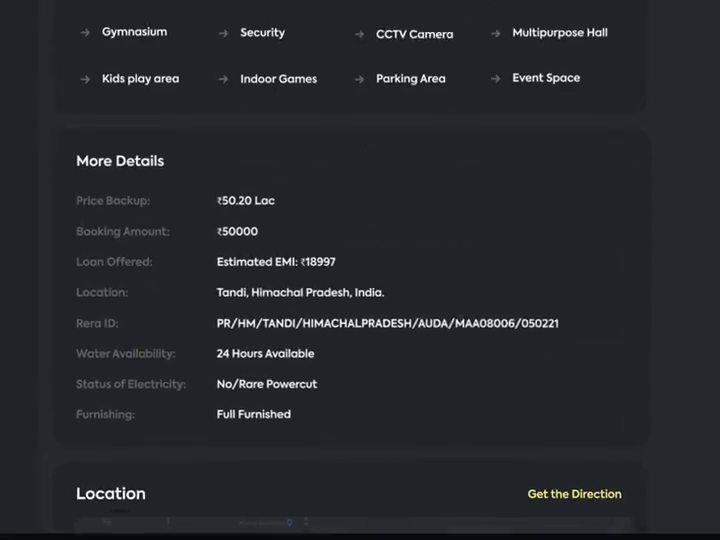 Gymnasium Security CCTV Camera Multipurpose Hall
Kids play area Indoor Games Parking Area Event Space
More Details
Price Backup: ₹50.20 Lac
Booking Amount: ₹50000
Loan Offered: Estimated EMI: ₹18997
Location: Tandi, Himachal Pradesh, India.
Rera ID: PR/HM/TANDI/HIMACHALPRADESH/AUDA/MAA08006/050221
Water Availability: 24 Hours Available
Status of Electricity: No/Rare Powercut
Furnishing: Full Furnished
Location Get the Direction